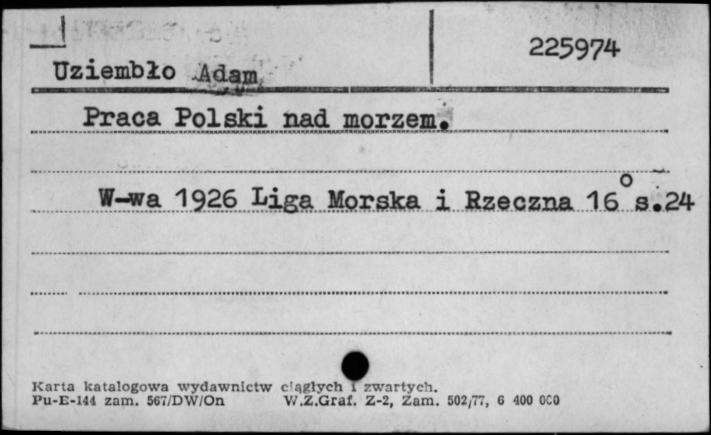 225974
Uziembło Adam
Praca Polski nad morzem.
W-wa 1926 Liga Morska i Rzeczna 16° s.24
Karta katalogowa wydawnictw ciągłych i zwartych.
Pu-E-144 zam. 567/DW/On W.Z.Graf. Z-2, Zam. 502/77, 6 400 000